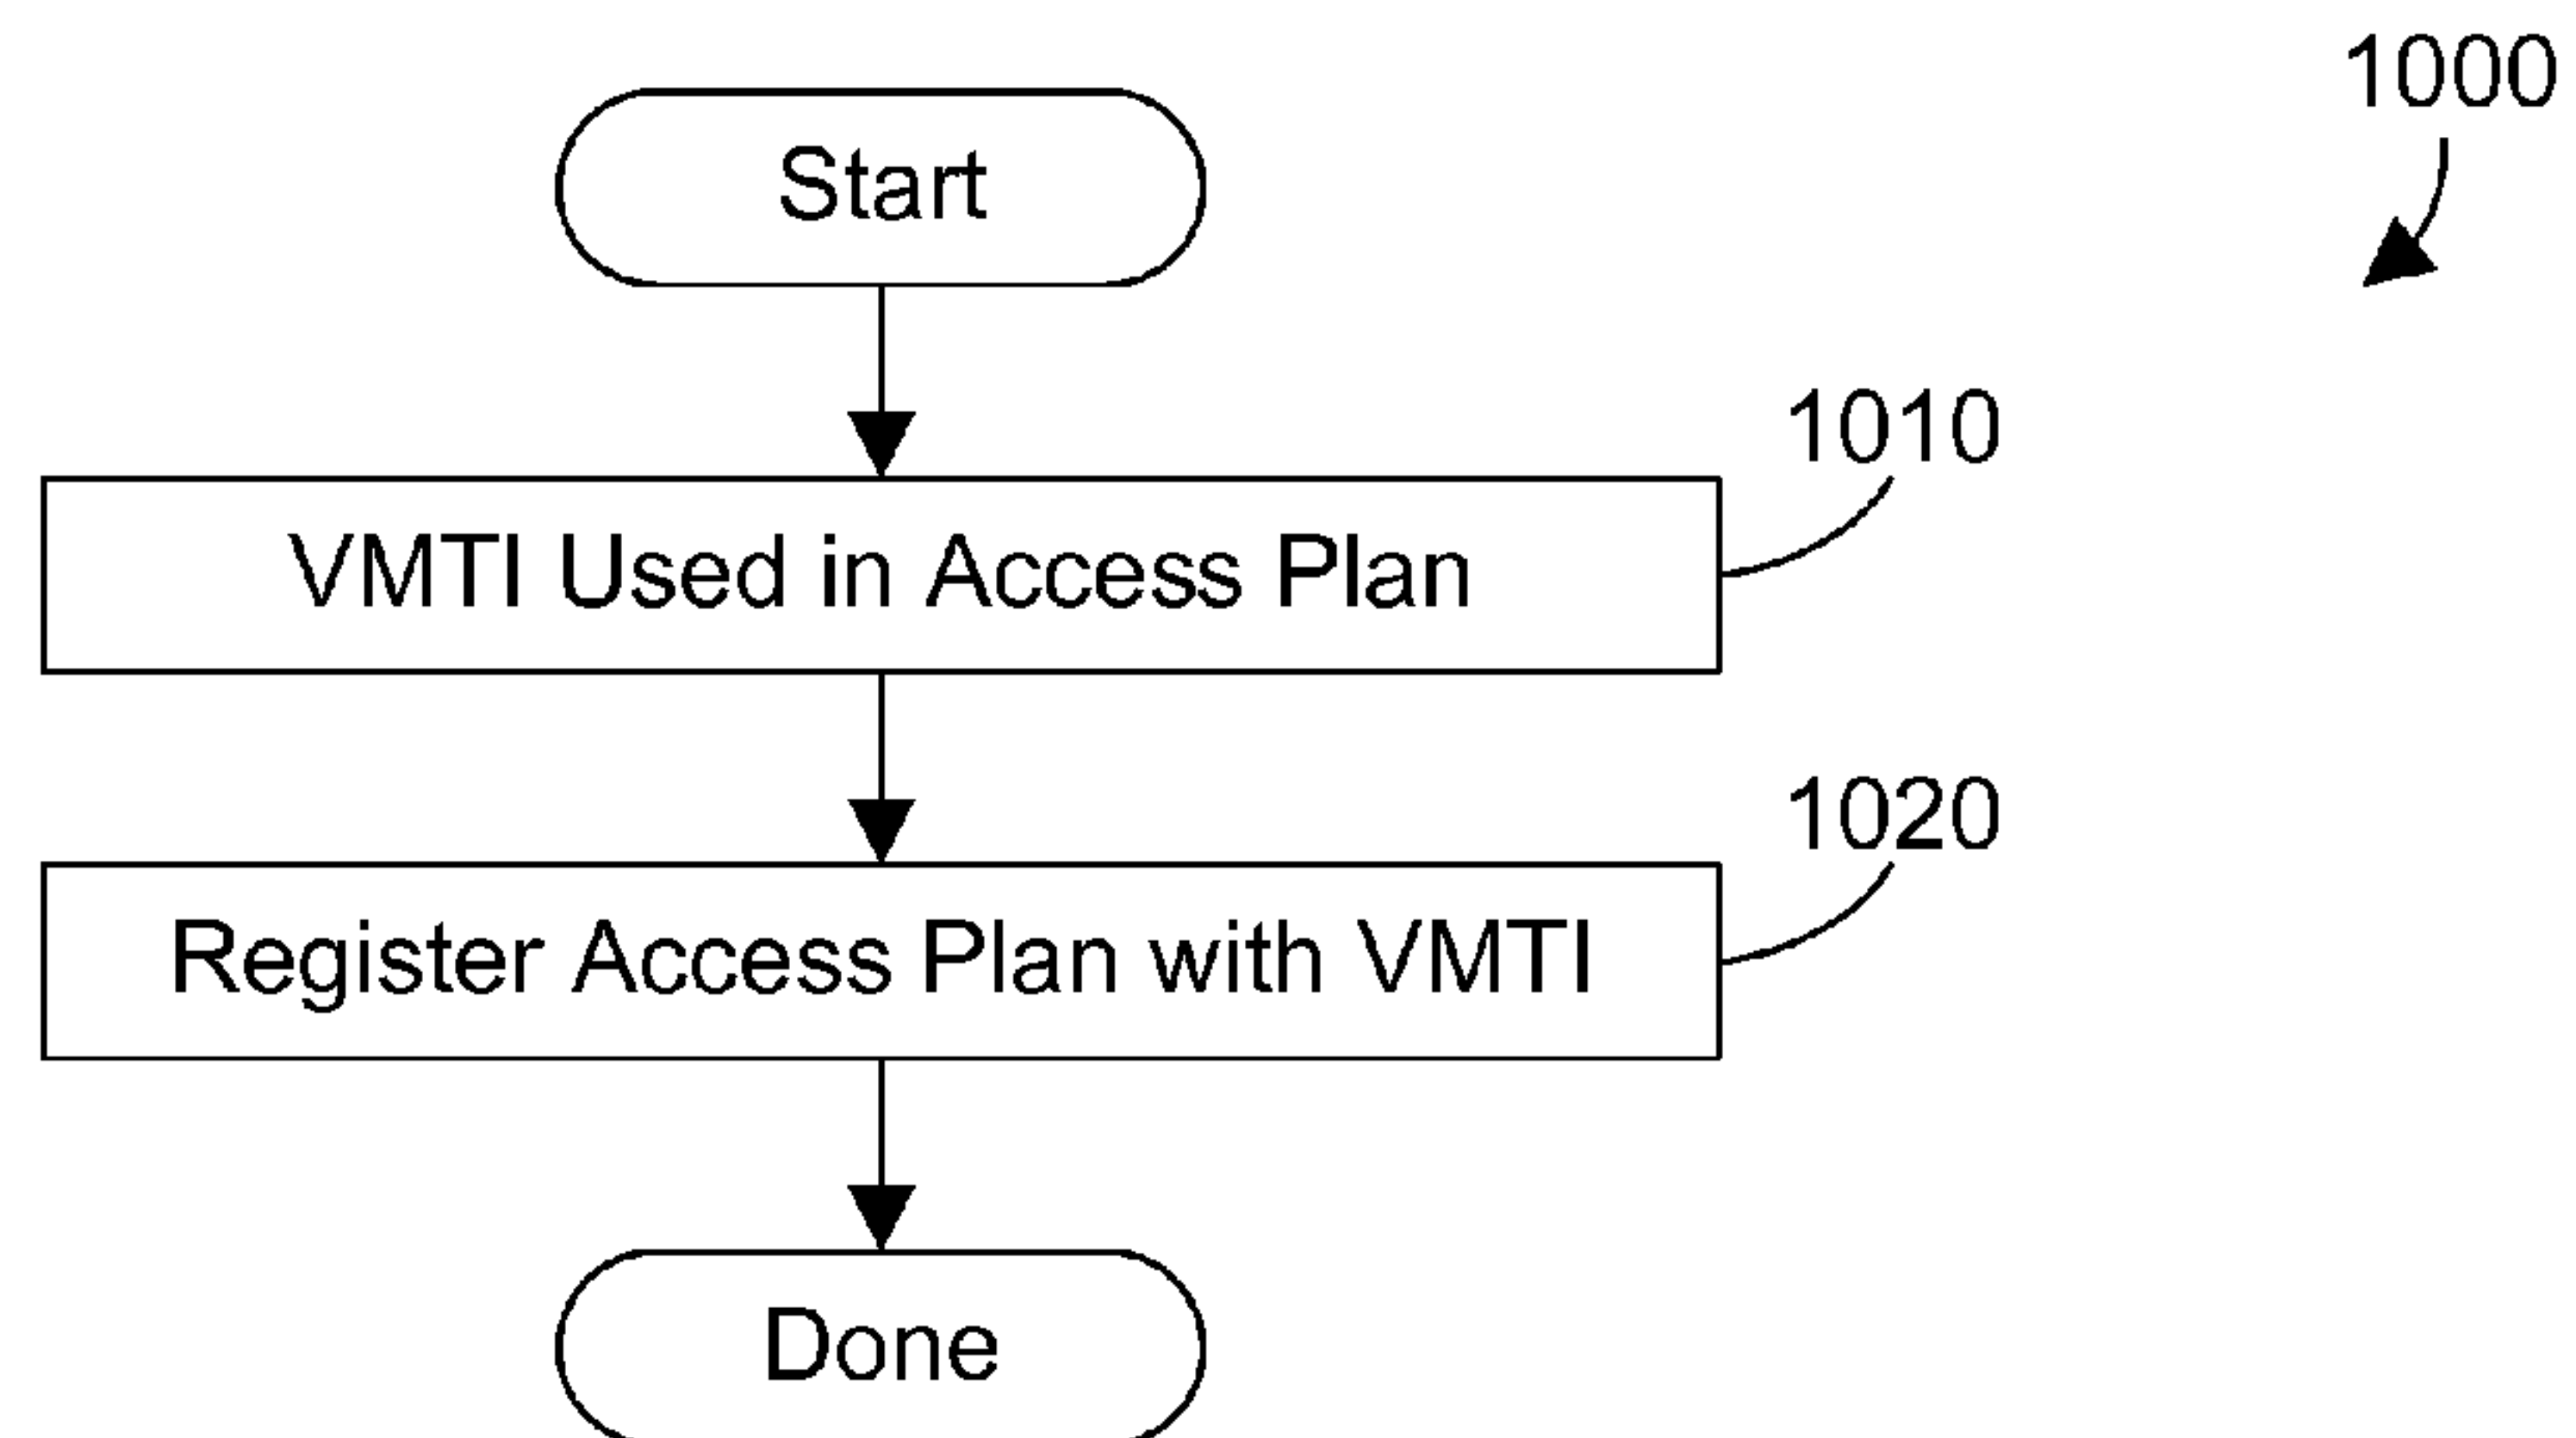 1000
Start
1010
VMTI Used in Access Plan
1020
Register Access Plan with VMTI
Done